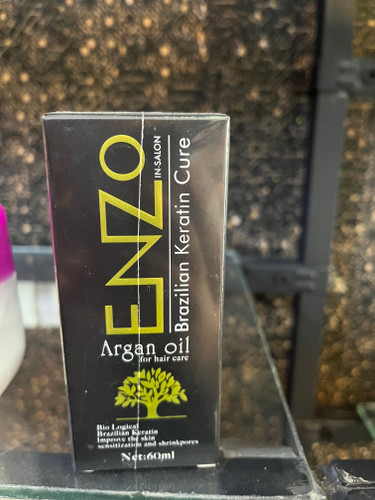 ENZO
IN-SALON
Brazilian Keratin Cure
Argan oil
for hair care
Bio Logical
Brazilian Keratin
Improve the skin
sensitization and shrinkpores
Net:60ml